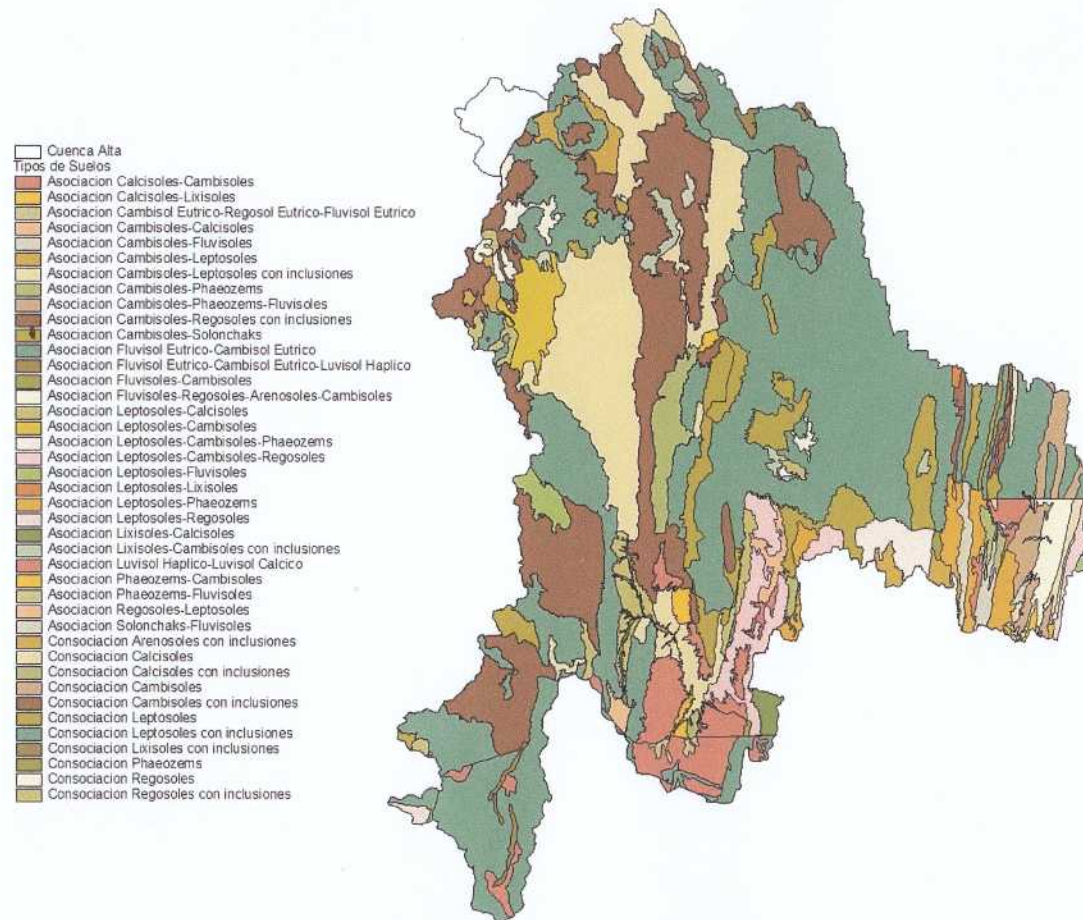 Cuenca Alta
Tipos de Suelos
Asociacion Calcisoles-Cambisoles
Asociacion Calcisoles-Lixisoles
Asociacion Cambisol Eutrico-Regosol Eutrico-Fluvisol Eutrico
Asociacion Cambisoles-Calcisoles
Asociacion Cambisoles-Fluvisoles
Asociacion Cambisoles-Leptosoles
Asociacion Cambisoles-Leptosoles con inclusiones
Asociacion Cambisoles-Phaeozems
Asociacion Cambisoles-Phaeozems-Fluvisoles
Asociacion Cambisoles-Regosoles con inclusiones
Asociacion Cambisoles-Solonchaks
Asociacion Fluvisol Eutrico-Cambisol Eutrico
Asociacion Fluvisol Eutrico-Cambisol Eutrico-Luvisol Haplico
Asociacion Fluvisoles-Cambisoles
Asociacion Fluvisoles-Regosoles-Arenosoles-Cambisoles
Asociacion Leptosoles-Calcisoles
Asociacion Leptosoles-Cambisoles
Asociacion Leptosoles-Cambisoles-Phaeozems
Asociacion Leptosoles-Cambisoles-Regosoles
Asociacion Leptosoles-Fluvisoles
Asociacion Leptosoles-Lixisoles
Asociacion Leptosoles-Phaeozems
Asociacion Leptosoles-Regosoles
Asociacion Lixisoles-Calcisoles
Asociacion Lixisoles-Cambisoles con inclusiones
Asociacion Luvisol Haplico-Luvisol Calcico
Asociacion Phaeozems-Cambisoles
Asociacion Phaeozems-Fluvisoles
Asociacion Regosoles-Leptosoles
Asociacion Solonchaks-Fluvisoles
Consociacion Arenosoles con inclusiones
Consociacion Calcisoles
Consociacion Calcisoles con inclusiones
Consociacion Cambisoles
Consociacion Cambisoles con inclusiones
Consociacion Leptosoles
Consociacion Leptosoles con inclusiones
Consociacion Lixisoles con inclusiones
Consociacion Phaeozems
Consociacion Regosoles
Consociacion Regosoles con inclusiones